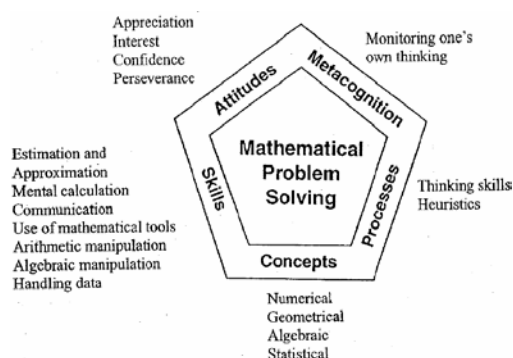 Appreciation
Interest
Confidence
Perseverance
Monitoring one's
own thinking
Attitudes
Metacognition
Estimation and
Approximation
Mental calculation
Communication
Use of mathematical tools
Arithmetic manipulation
Algebraic manipulation
Handling data
Skills
Mathematical
Problem
Solving
Processes
Thinking skills
Heuristics
Concepts
Numerical
Geometrical
Algebraic
Statistical